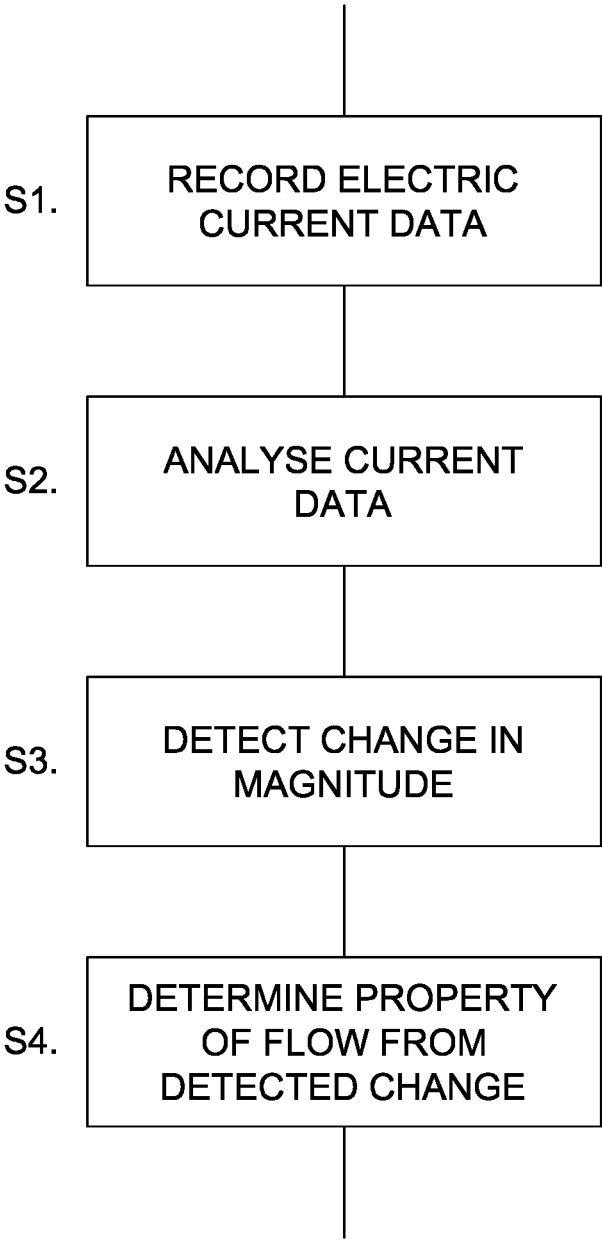 S1.
RECORD ELECTRIC
CURRENT DATA
S2.
ANALYSE CURRENT
DATA
S3.
DETECT CHANGE IN
MAGNITUDE
S4.
DETERMINE PROPERTY
OF FLOW FROM
DETECTED CHANGE